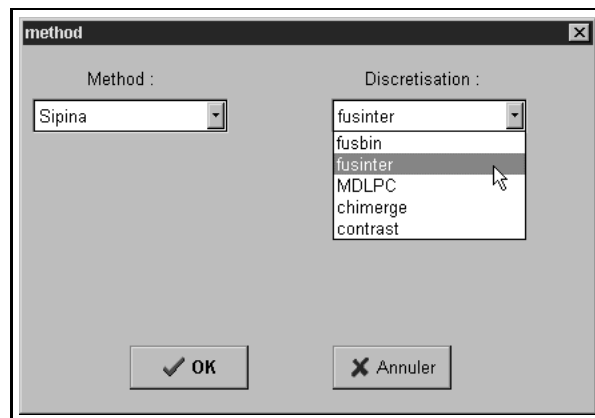 method
Method :
Discretisation :
Sipina
fusinter
fusbin
fusinter
MDLPC
chimerge
contrast
OK
Annuler